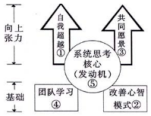 向上
张力
自我超越
①
共同愿景
③
系统思考
核心
(发动机)
⑤
基础
团队学习
④
改善心智
模式②